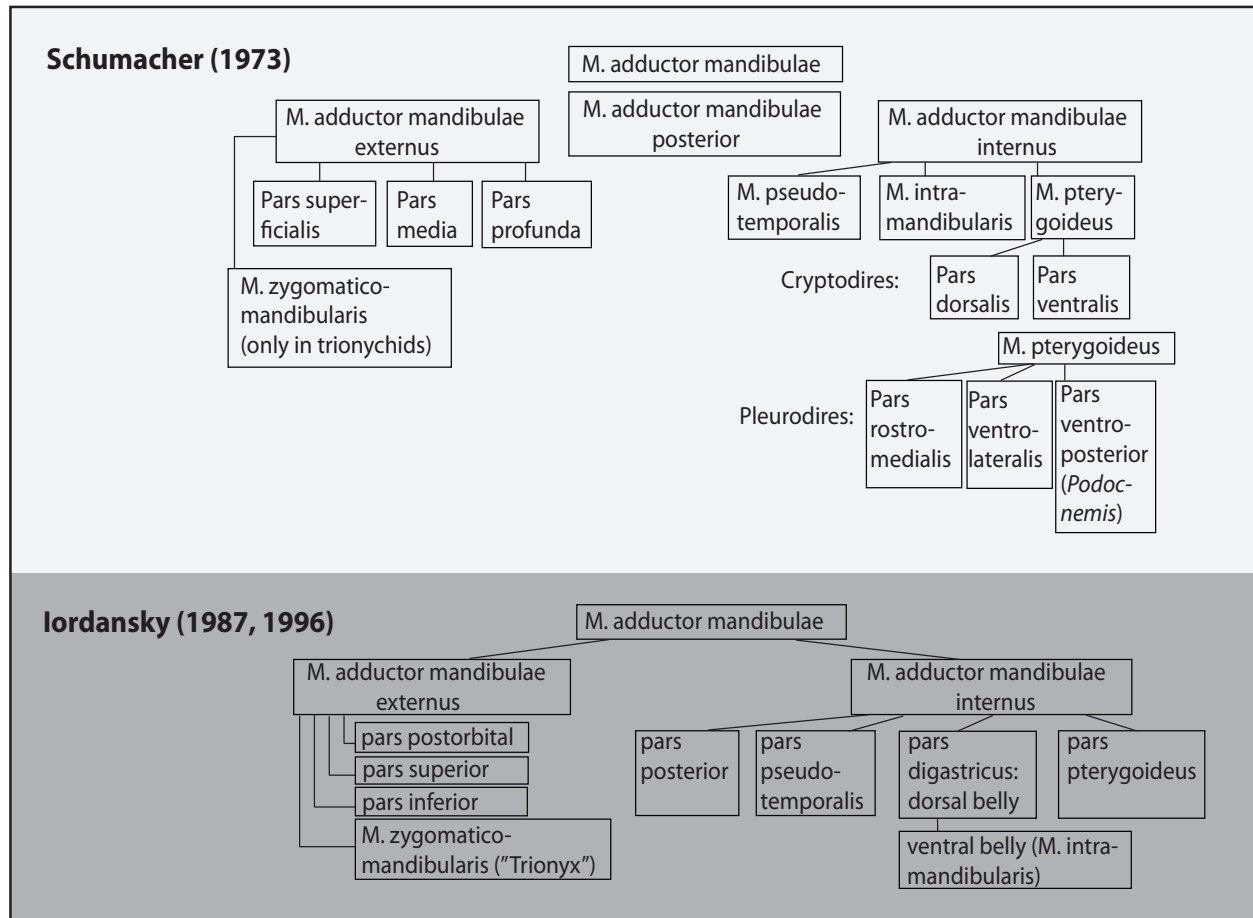 Schumacher (1973)
M. adductor mandibulae
M. adductor mandibulae
externus
M. adductor mandibulae
posterior
M. adductor mandibulae
internus
Pars super-
ficialis
Pars
media
Pars
profunda
M. pseudo-
temporalis
M. intra-
mandibularis
M. ptery-
goideus
M. zygomatico-
mandibularis
(only in trionychids)
Cryptodires:
Pars
dorsalis
Pars
ventralis
M. pterygoideus
Pleurodires:
Pars
rostro-
medialis
Pars
ventro-
lateralis
Pars
ventro-
posterior
(Podoc-
nemis)
Iordansky (1987, 1996)
M. adductor mandibulae
M. adductor mandibulae
externus
M. adductor mandibulae
internus
pars postorbital
pars superior
pars inferior
M. zygomatico-
mandibularis ("Trionyx")
pars
posterior
pars
pseudo-
temporalis
pars
digastricus:
dorsal belly
pars
pterygoideus
ventral belly (M. intra-
mandibularis)